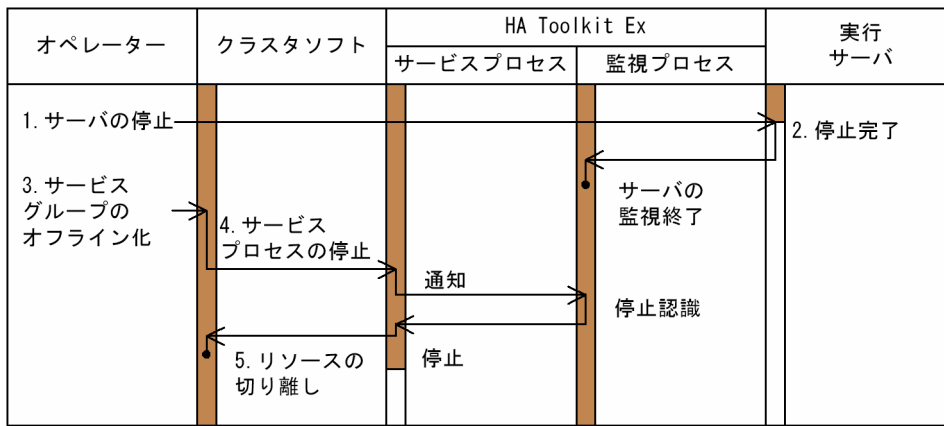 オペレーター
クラスタソフト
HA Toolkit Ex
サービスプロセス
監視プロセス
実行
サーバ
1.サーバの停止
2.停止完了
サーバの
監視終了
3.サービス
グループの
オフライン化
4.サービス
プロセスの停止
通知
停止認識
停止
5.リソースの
切り離し